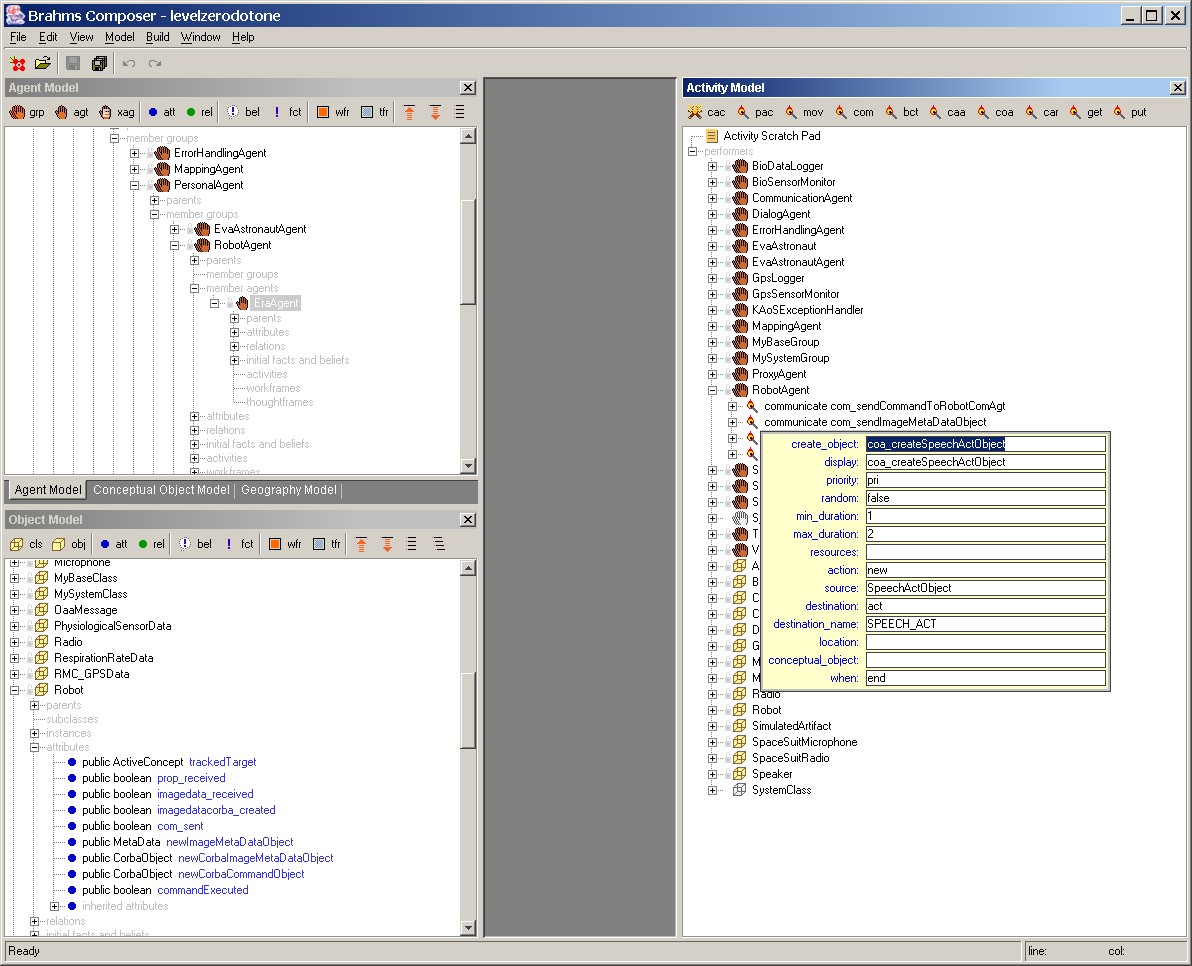 Brahms Composer - levelzerodotone
File Edit View Model Build Window Help
Agent Model
grp agt xag att rel bel fct wfr tfr
member groups
ErrorHandlingAgent
MappingAgent
PersonalAgent
parents
member groups
EvaAstronautAgent
RobotAgent
parents
member groups
member agents
EraAgent
parents
attributes
relations
initial facts and beliefs
activities
workframes
thoughtframes
attributes
relations
initial facts and beliefs
activities
workframes
Agent Model Conceptual Object Model Geography Model
Object Model
cls obj att rel bel fct wfr tfr
Microphone
MyBaseClass
MySystemClass
OaaMessage
PhysiologicalSensorData
Radio
RespirationRateData
RMC_GPSData
Robot
parents
subclasses
instances
attributes
public ActiveConcept trackedTarget
public boolean prop_received
public boolean imagedata_received
public boolean imagedatacorba_created
public boolean com_sent
public MetaData newImageMetaDataObject
public CorbaObject newCorbaImageMetaDataObject
public CorbaObject newCorbaCommandObject
public boolean commandExecuted
inherited attributes
relations
initial facts and beliefs
Activity Model
cac pac mov com bct caa coa car get put
Activity Scratch Pad
performers
BioDataLogger
BioSensorMonitor
CommunicationAgent
DialogAgent
ErrorHandlingAgent
EvaAstronaut
EvaAstronautAgent
GpsLogger
GpsSensorMonitor
KAoSExceptionHandler
MappingAgent
MyBaseGroup
MySystemGroup
ProxyAgent
RobotAgent
communicate com_sendCommandToRobotComAgt
communicate com_sendImageMetaDataObject
create_object: coa_createSpeechActObject
display: coa_createSpeechActObject
priority: pri
random: false
min_duration: 1
max_duration: 2
resources:
action: new
source: SpeechActObject
destination: act
destination_name: SPEECH_ACT
location:
conceptual_object:
when: end
Radio
Robot
SimulatedArtifact
SpaceSuitMicrophone
SpaceSuitRadio
Speaker
SystemClass
Ready
line: col: